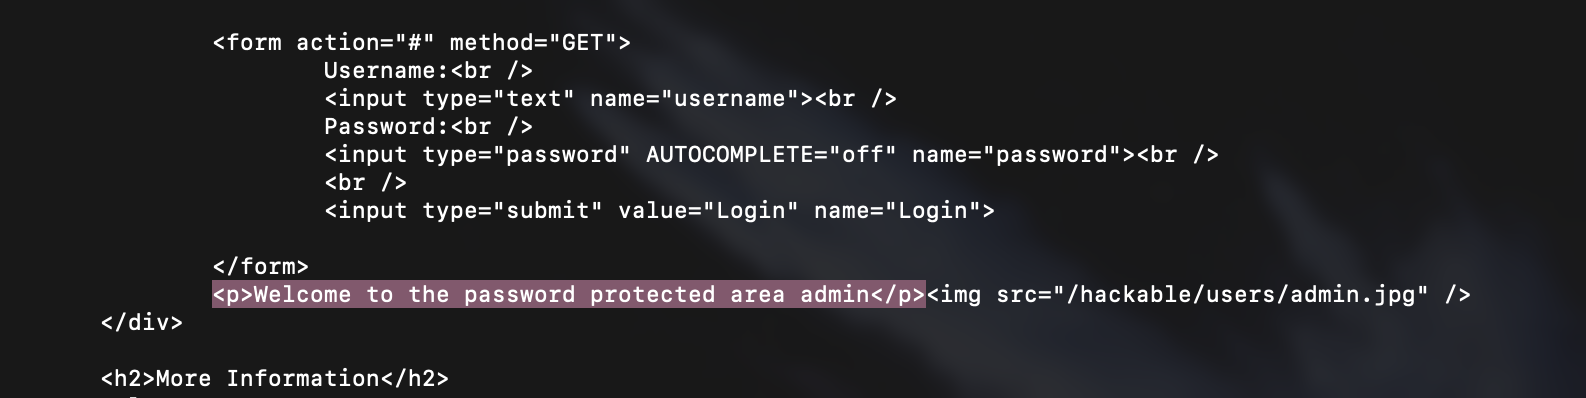 <form action="#" method="GET">
Username:<br />
<input type="text" name="username"><br />
Password:<br />
<input type="password" AUTOCOMPLETE="off" name="password"><br />
<br />
<input type="submit" value="Login" name="Login">
</form>
<p>Welcome to the password protected area admin</p><img src="/hackable/users/admin.jpg" />
</div>
<h2>More Information</h2>